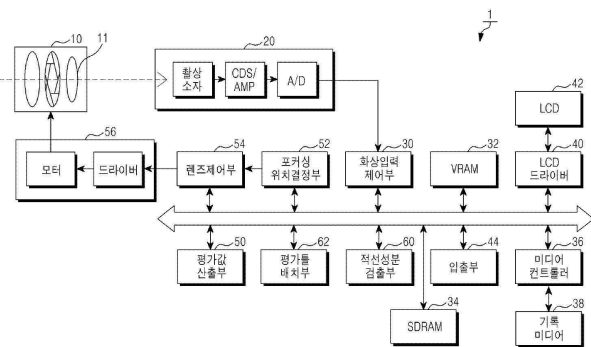 1
10
11
20
촬상
소자
CDS/
AMP
A/D
42
LCD
56
모터
드라이버
54
렌즈제어부
52
포커싱
위치결정부
30
화상입력
제어부
32
VRAM
40
LCD
드라이버
평가값
산출부
50
평가틀
배치부
62
적선성분
검출부
60
입출부
44
미디어
컨트롤러
36
SDRAM
34
기록
미디어
38